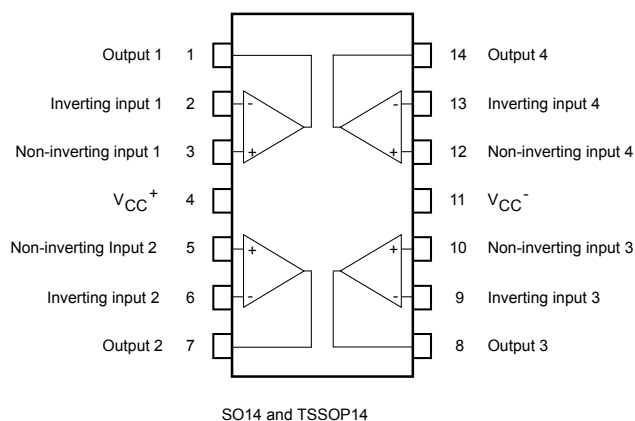 Output 1 1 14 Output 4
Inverting input 1 2 - - 13 Inverting input 4
Non-inverting input 1 3 + + 12 Non-inverting input 4
VCC+ 4 11 VCC-
Non-inverting Input 2 5 + + 10 Non-inverting input 3
Inverting input 2 6 - - 9 Inverting input 3
Output 2 7 8 Output 3
SO14 and TSSOP14